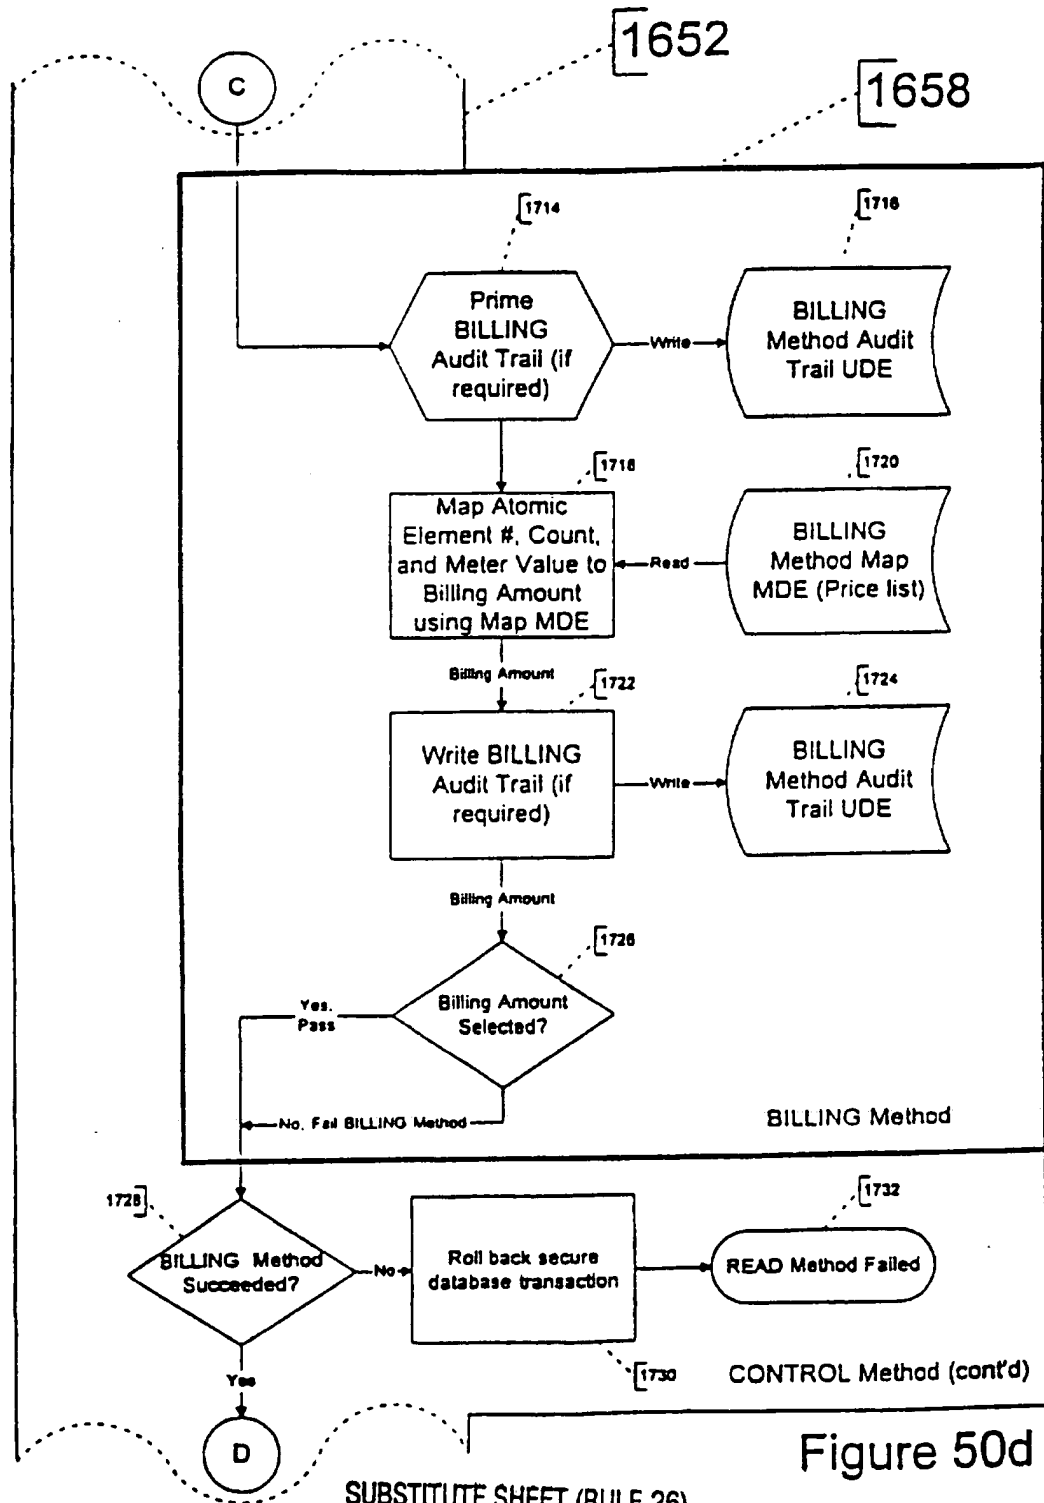 1652
C
1658
1714
1716
Prime
BILLING
Audit Trail (if
required)
Write
BILLING
Method Audit
Trail UDE
1718
1720
Map Atomic
Element #, Count,
and Meter Value to
Billing Amount
using Map MDE
Read
BILLING
Method Map
MDE (Price list)
Billing Amount
1722
1724
Write BILLING
Audit Trail (if
required)
Write
BILLING
Method Audit
Trail UDE
Billing Amount
1726
Yes,
Pass
Billing Amount
Selected?
No, Fail BILLING Method
BILLING Method
1728
1732
BILLING Method
Succeeded?
No
Roll back secure
database transaction
READ Method Failed
Yes
1730
CONTROL Method (cont'd)
D
Figure 50d
SUBSTITUTE SHEET (RULE 26)